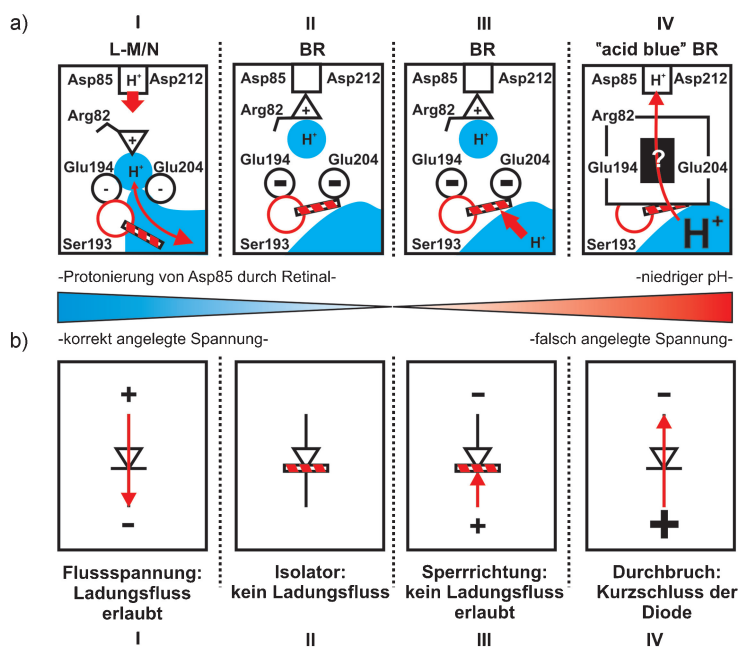 a)
I
II
III
IV
L-M/N
BR
BR
"acid blue" BR
Asp85
H+
Asp212
Arg82
+
Glu194
H+
Glu204
-
-
Ser193
Asp85
Asp212
Arg82
+
H+
Glu194
Glu204
-
-
Ser193
Asp85
Asp212
Arg82
+
H+
Glu194
Glu204
-
-
Ser193
H+
Asp85
H+
Asp212
Arg82
Glu194
?
Glu204
Ser193
H+
-Protonierung von Asp85 durch Retinal-
-niedriger pH-
b)
-korrekt angelegte Spannung-
-falsch angelegte Spannung-
+
-
-
+
-
+
Flussspannung:
Ladungsfluss
erlaubt
Isolator:
kein Ladungsfluss
Sperrrichtung:
kein Ladungsfluss
erlaubt
Durchbruch:
Kurzschluss der
Diode
I
II
III
IV